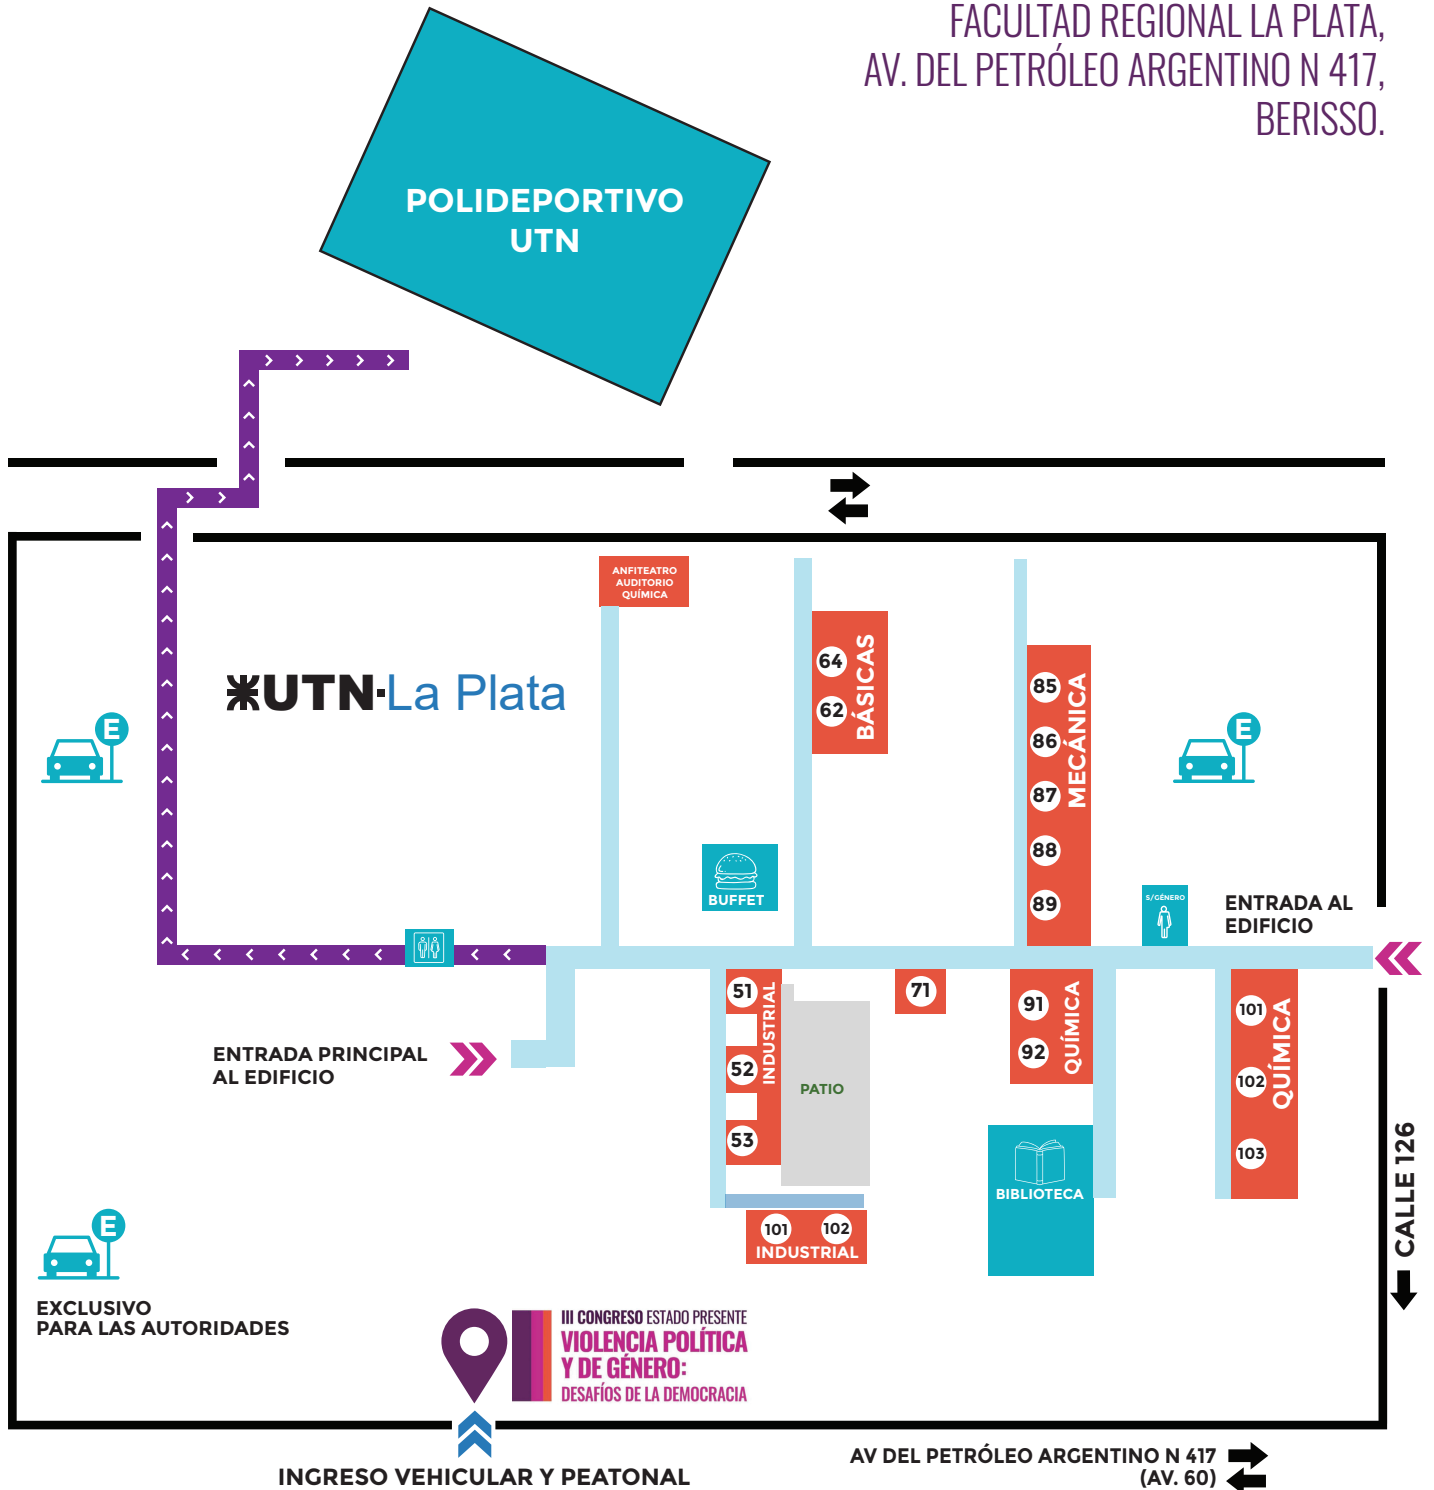 FACULTAD REGIONAL LA PLATA,
AV. DEL PETRÓLEO ARGENTINO N 417,
BERISSO.
POLIDEPORTIVO
UTN
ANFITEATRO
AUDITORIO
QUÍMICA
64
62
BÁSICAS
85
86
87
88
89
MECÁNICA
UTN·La Plata
E
E
BUFFET
S/GÉNERO
ENTRADA AL
EDIFICIO
51
52
53
INDUSTRIAL
71
91
92
QUÍMICA
101
102
103
QUÍMICA
ENTRADA PRINCIPAL
AL EDIFICIO
PATIO
BIBLIOTECA
101
102
INDUSTRIAL
CALLE 126
E
EXCLUSIVO
PARA LAS AUTORIDADES
III CONGRESO ESTADO PRESENTE
VIOLENCIA POLÍTICA
Y DE GÉNERO:
DESAFÍOS DE LA DEMOCRACIA
INGRESO VEHICULAR Y PEATONAL
AV DEL PETRÓLEO ARGENTINO N 417
(AV. 60)